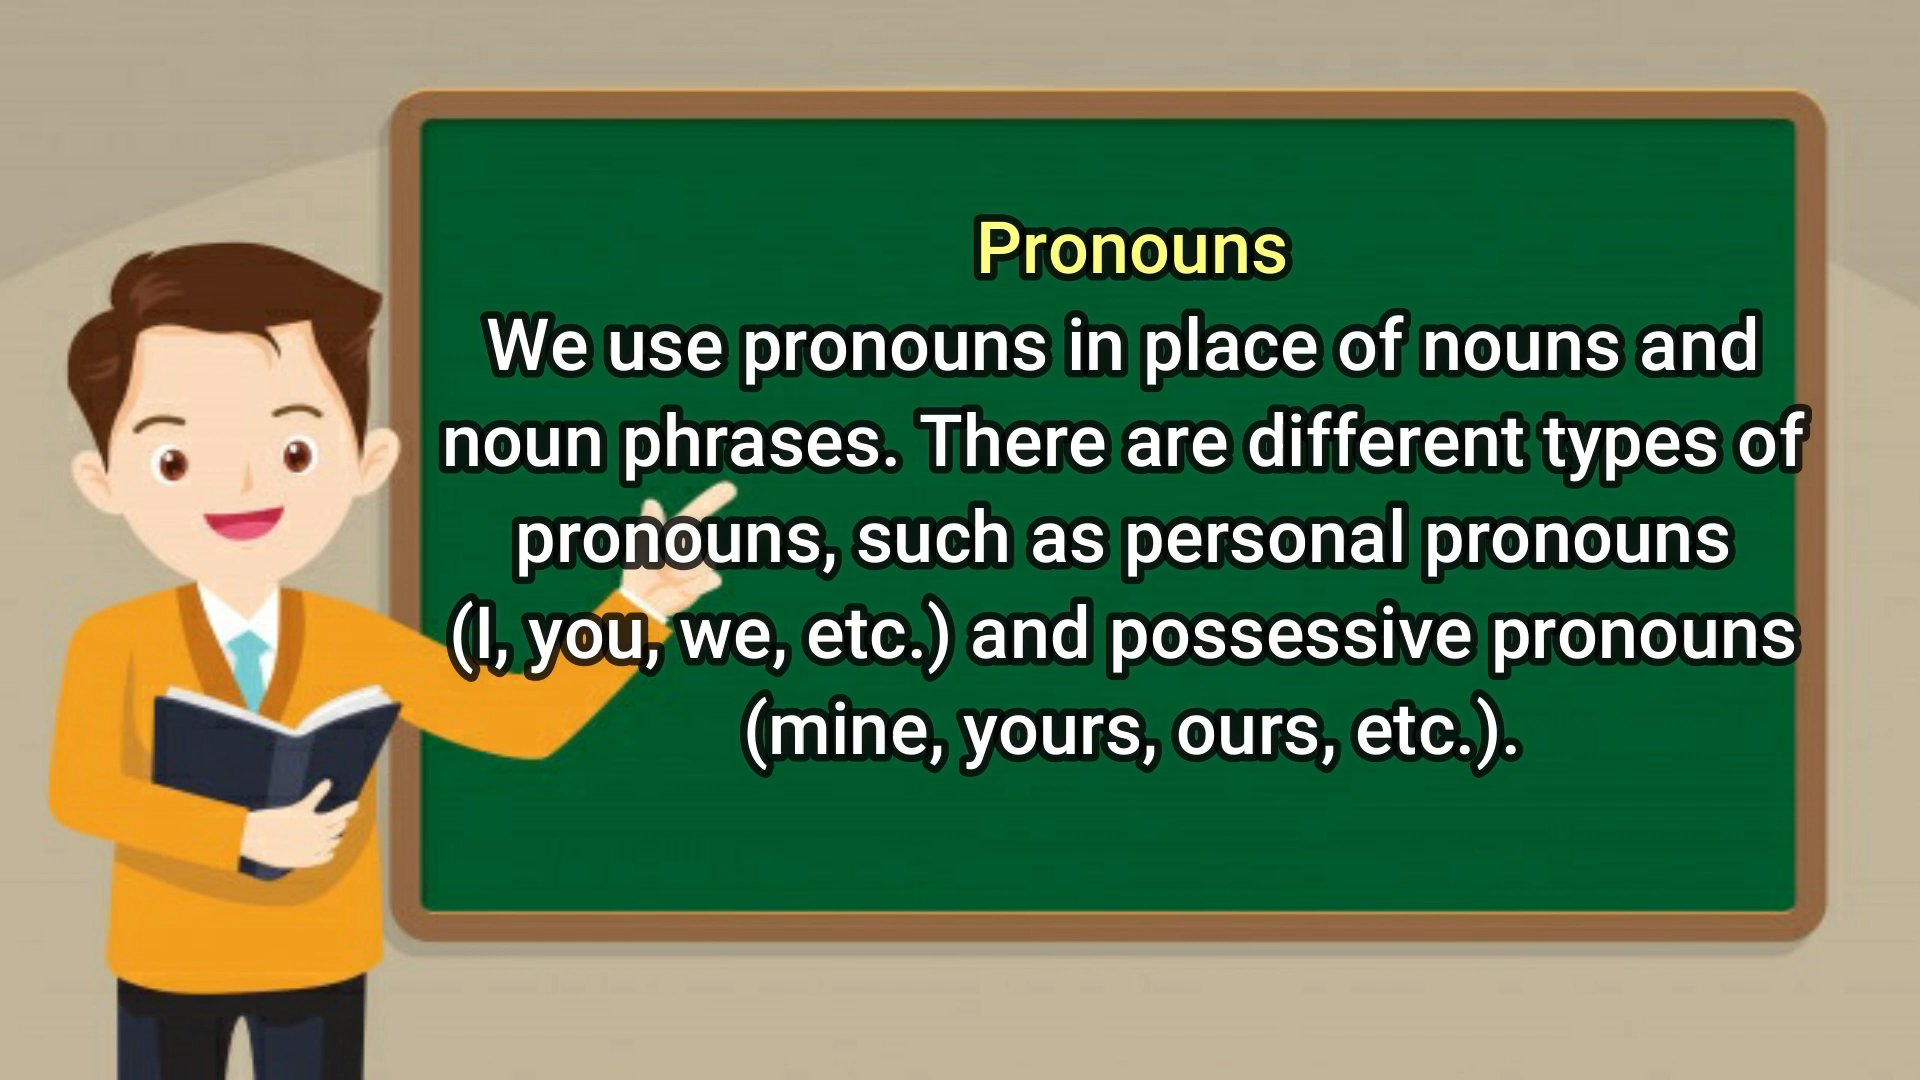 Pronouns
We use pronouns in place of nouns and
noun phrases. There are different types of
pronouns, such as personal pronouns
(I, you, we, etc.) and possessive pronouns
(mine, yours, ours, etc.).